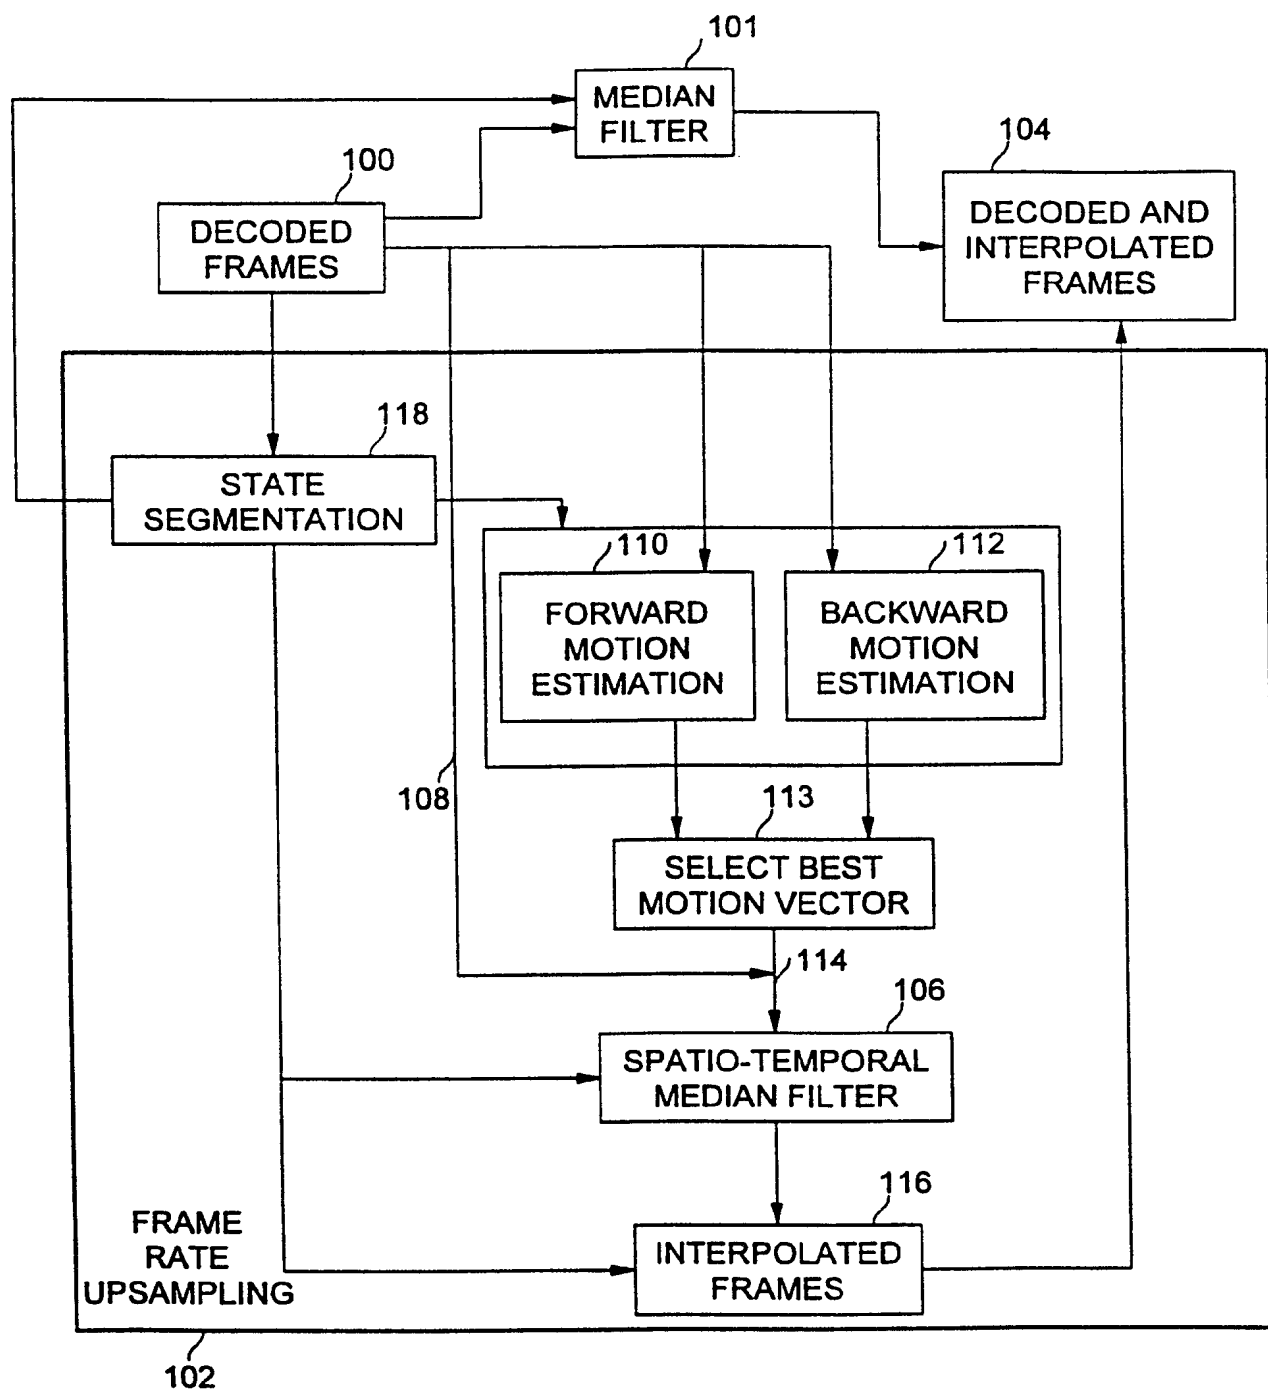 101
MEDIAN
FILTER
104
DECODED AND
INTERPOLATED
FRAMES
100
DECODED
FRAMES
118
STATE
SEGMENTATION
110
FORWARD
MOTION
ESTIMATION
112
BACKWARD
MOTION
ESTIMATION
108
113
SELECT BEST
MOTION VECTOR
114
106
SPATIO-TEMPORAL
MEDIAN FILTER
116
INTERPOLATED
FRAMES
FRAME
RATE
UPSAMPLING
102